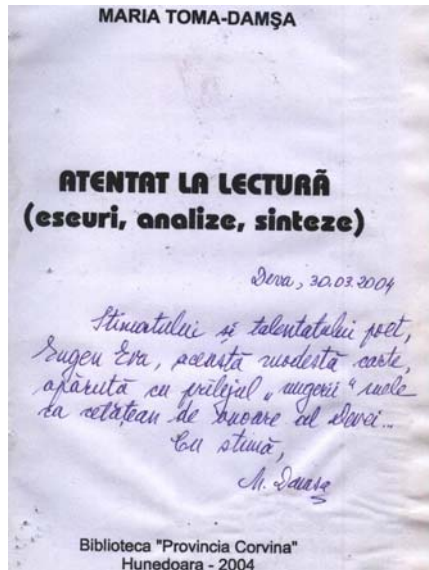 MARIA TOMA-DAMŞA
ATENTAT LA LECTURĂ
(eseuri, analize, sinteze)
Deva, 30.03.2004
Stimatului şi talentatului poet,
Eugen Eva, această modestă carte,
apărută cu prilejul „ungerii" mele
ca cetăţean de onoare al Devei...
Cu stimă,
M. Damşa
Biblioteca "Provincia Corvina"
Hunedoara - 2004